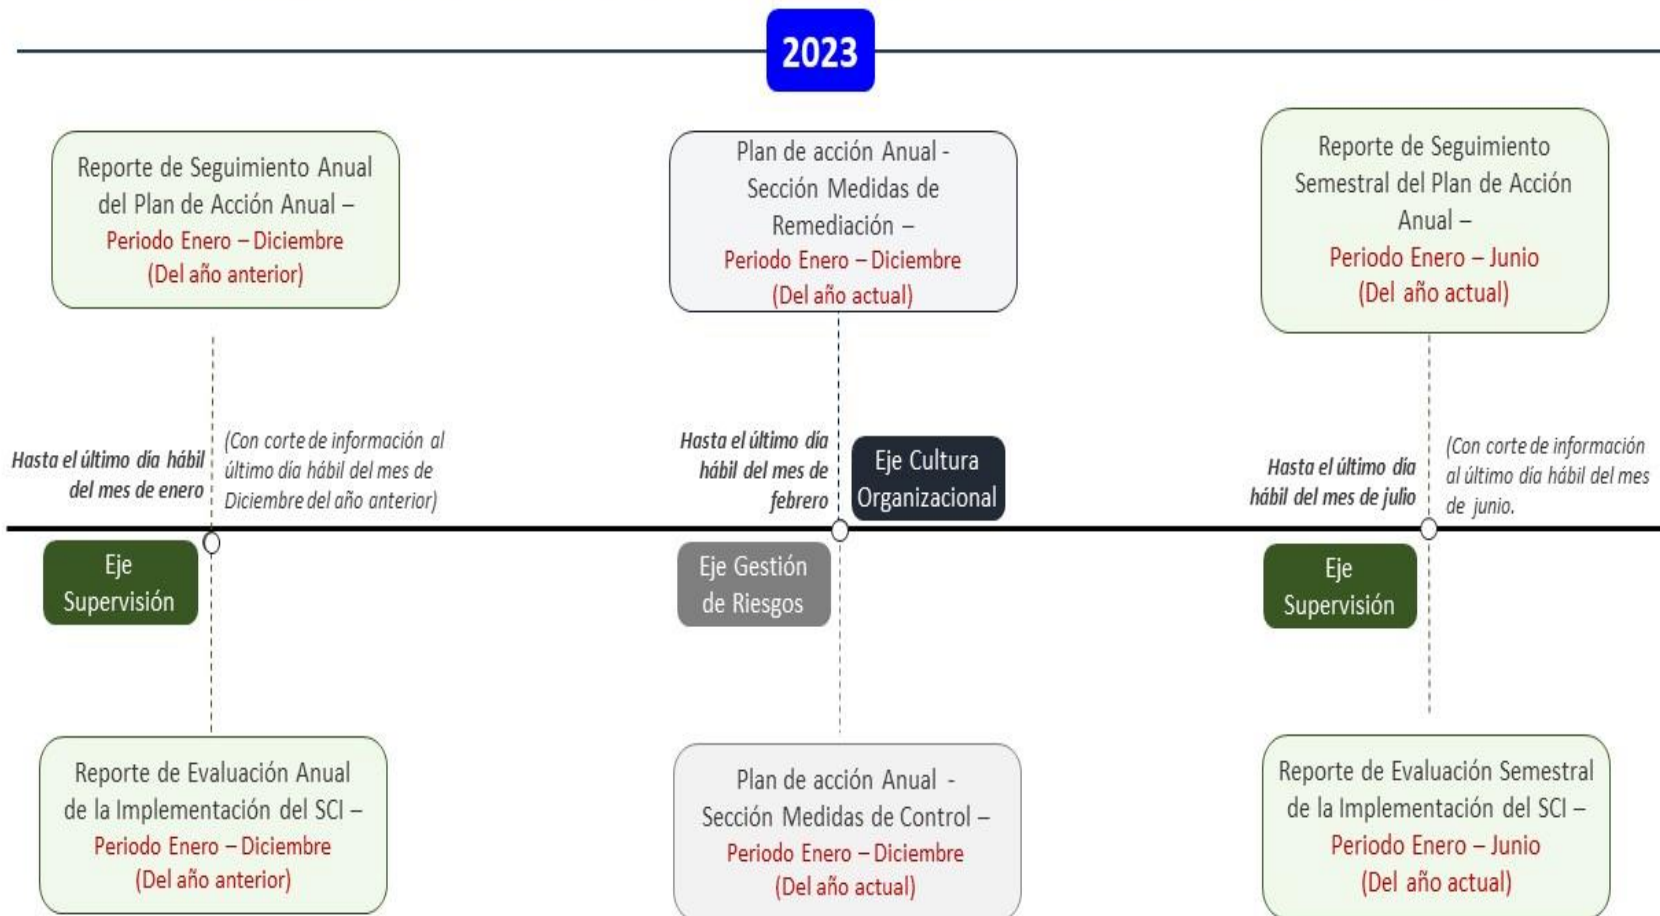 2023
Reporte de Seguimiento Anual
del Plan de Acción Anual –
Periodo Enero – Diciembre
(Del año anterior)
Plan de acción Anual -
Sección Medidas de
Remediación –
Periodo Enero – Diciembre
(Del año actual)
Reporte de Seguimiento
Semestral del Plan de Acción
Anual –
Periodo Enero – Junio
(Del año actual)
Hasta el último día hábil
del mes de enero
(Con corte de información al
último día hábil del mes de
Diciembre del año anterior)
Hasta el último día
hábil del mes de
febrero
Eje Cultura
Organizacional
Hasta el último día
hábil del mes de julio
(Con corte de información
al último día hábil del mes
de junio.
Eje
Supervisión
Eje Gestión
de Riesgos
Eje
Supervisión
Reporte de Evaluación Anual
de la Implementación del SCI –
Periodo Enero – Diciembre
(Del año anterior)
Plan de acción Anual -
Sección Medidas de Control –
Periodo Enero – Diciembre
(Del año actual)
Reporte de Evaluación Semestral
de la Implementación del SCI –
Periodo Enero – Junio
(Del año actual)